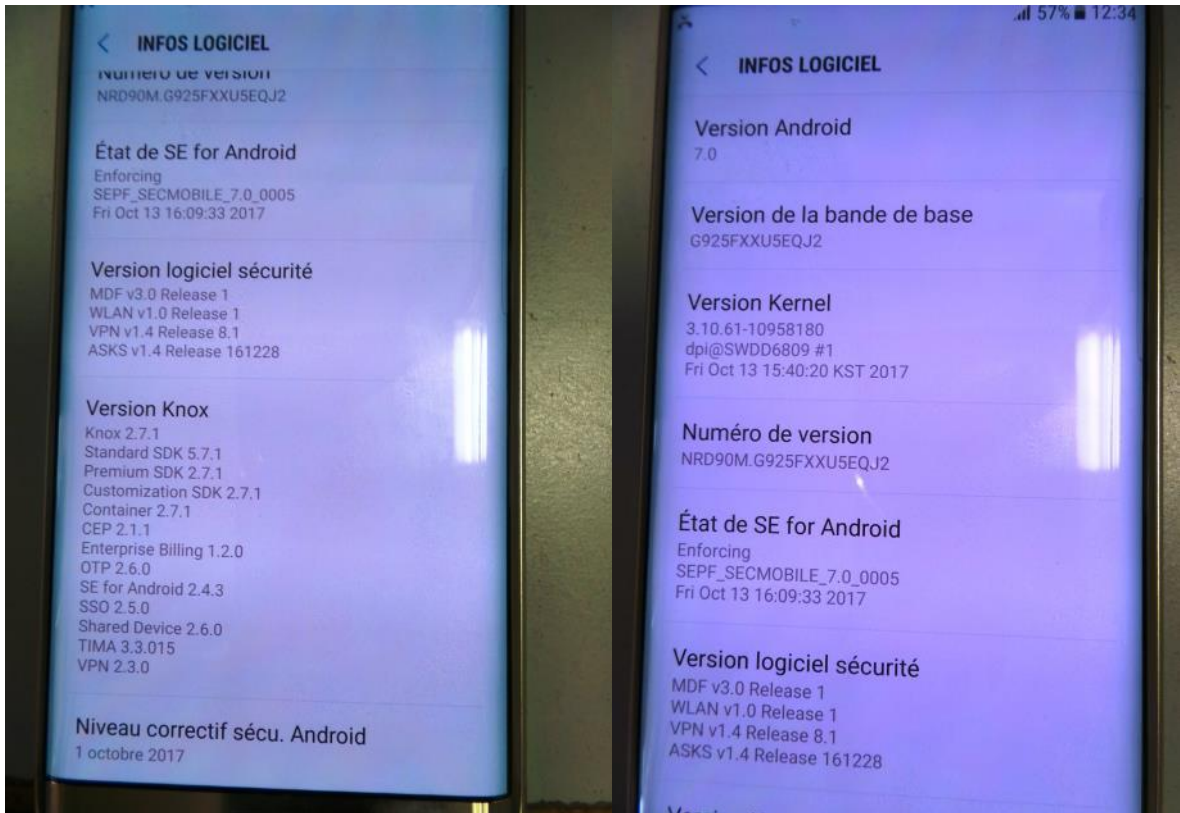 INFOS LOGICIEL
Numéro de version
NRD90M.G925FXXU5EQJ2
État de SE for Android
Enforcing
SEPF_SECMOBILE_7.0_0005
Fri Oct 13 16:09:33 2017
Version logiciel sécurité
MDF v3.0 Release 1
WLAN v1.0 Release 1
VPN v1.4 Release 8.1
ASKS v1.4 Release 161228
Version Knox
Knox 2.7.1
Standard SDK 5.7.1
Premium SDK 2.7.1
Customization SDK 2.7.1
Container 2.7.1
CEP 2.1.1
Enterprise Billing 1.2.0
OTP 2.6.0
SE for Android 2.4.3
SSO 2.5.0
Shared Device 2.6.0
TIMA 3.3.015
VPN 2.3.0
Niveau correctif sécu. Android
1 octobre 2017
57% 12:34
INFOS LOGICIEL
Version Android
7.0
Version de la bande de base
G925FXXU5EQJ2
Version Kernel
3.10.61-10958180
dpi@SWDD6809 #1
Fri Oct 13 15:40:20 KST 2017
Numéro de version
NRD90M.G925FXXU5EQJ2
État de SE for Android
Enforcing
SEPF_SECMOBILE_7.0_0005
Fri Oct 13 16:09:33 2017
Version logiciel sécurité
MDF v3.0 Release 1
WLAN v1.0 Release 1
VPN v1.4 Release 8.1
ASKS v1.4 Release 161228